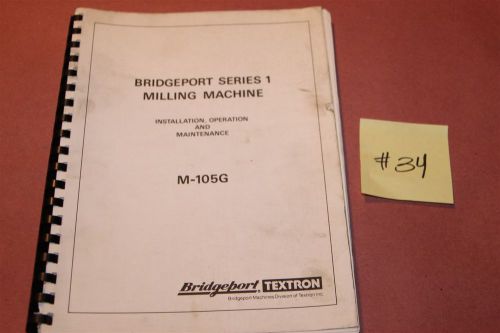 BRIDGEPORT SERIES 1
MILLING MACHINE
INSTALLATION, OPERATION
AND
MAINTENANCE
M-105G
Bridgeport® TEXTRON
Bridgeport Machines Division of Textron Inc.
#34